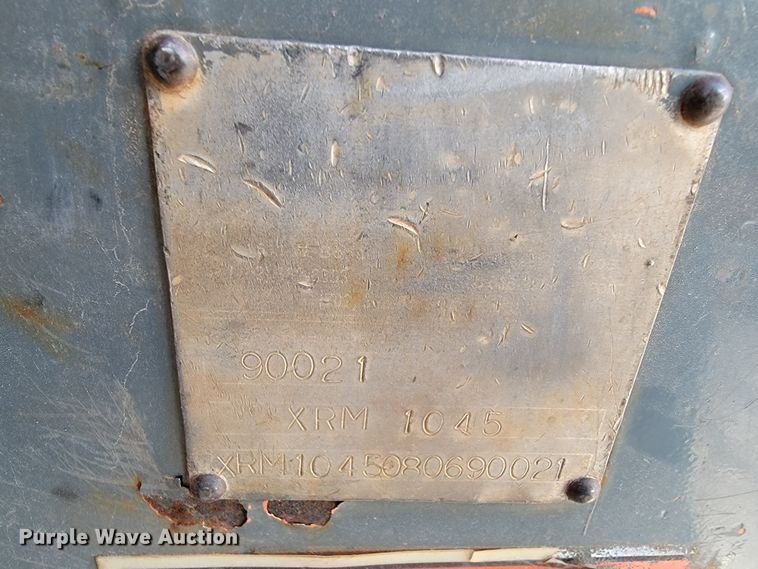 90021
XRM 1045
XRM1045080690021
Purple Wave Auction